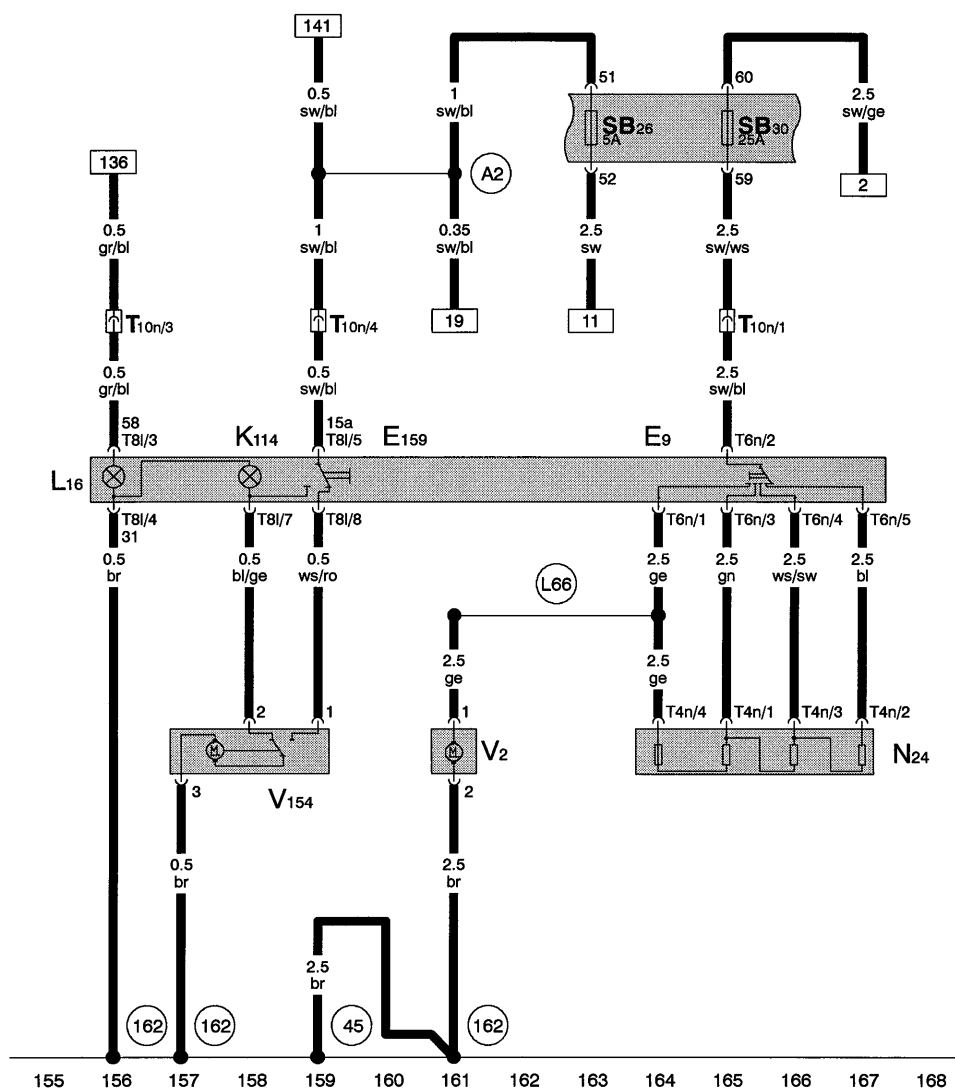 141
51
60
0.5
sw/bl
1
sw/bl
2.5
sw/ge
SB26
5A
SB30
25A
136
A2
52
59
2
0.5
gr/bl
1
sw/bl
0.35
sw/bl
2.5
sw
2.5
sw/ws
T10n/3
T10n/4
19
11
T10n/1
0.5
gr/bl
0.5
sw/bl
2.5
sw/bl
58
T8l/3
K114
15a
T8l/5
E159
E9
T6n/2
L16
T8l/4
31
T8l/7
T8l/8
T6n/1
T6n/3
T6n/4
T6n/5
0.5
br
0.5
bl/ge
0.5
ws/ro
2.5
ge
2.5
gn
2.5
ws/sw
2.5
bl
L66
2.5
ge
2.5
ge
2
1
1
T4n/4
T4n/1
T4n/3
T4n/2
M
M
V2
N24
V154
3
2
0.5
br
2.5
br
2.5
br
162
162
45
162
155 156 157 158 159 160 161 162 163 164 165 166 167 168